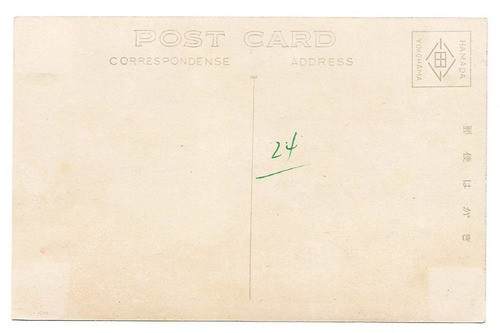 POST CARD
CORRESPONDENSE
ADDRESS
HAMADA
YOKOHAMA
24
郵便はがき